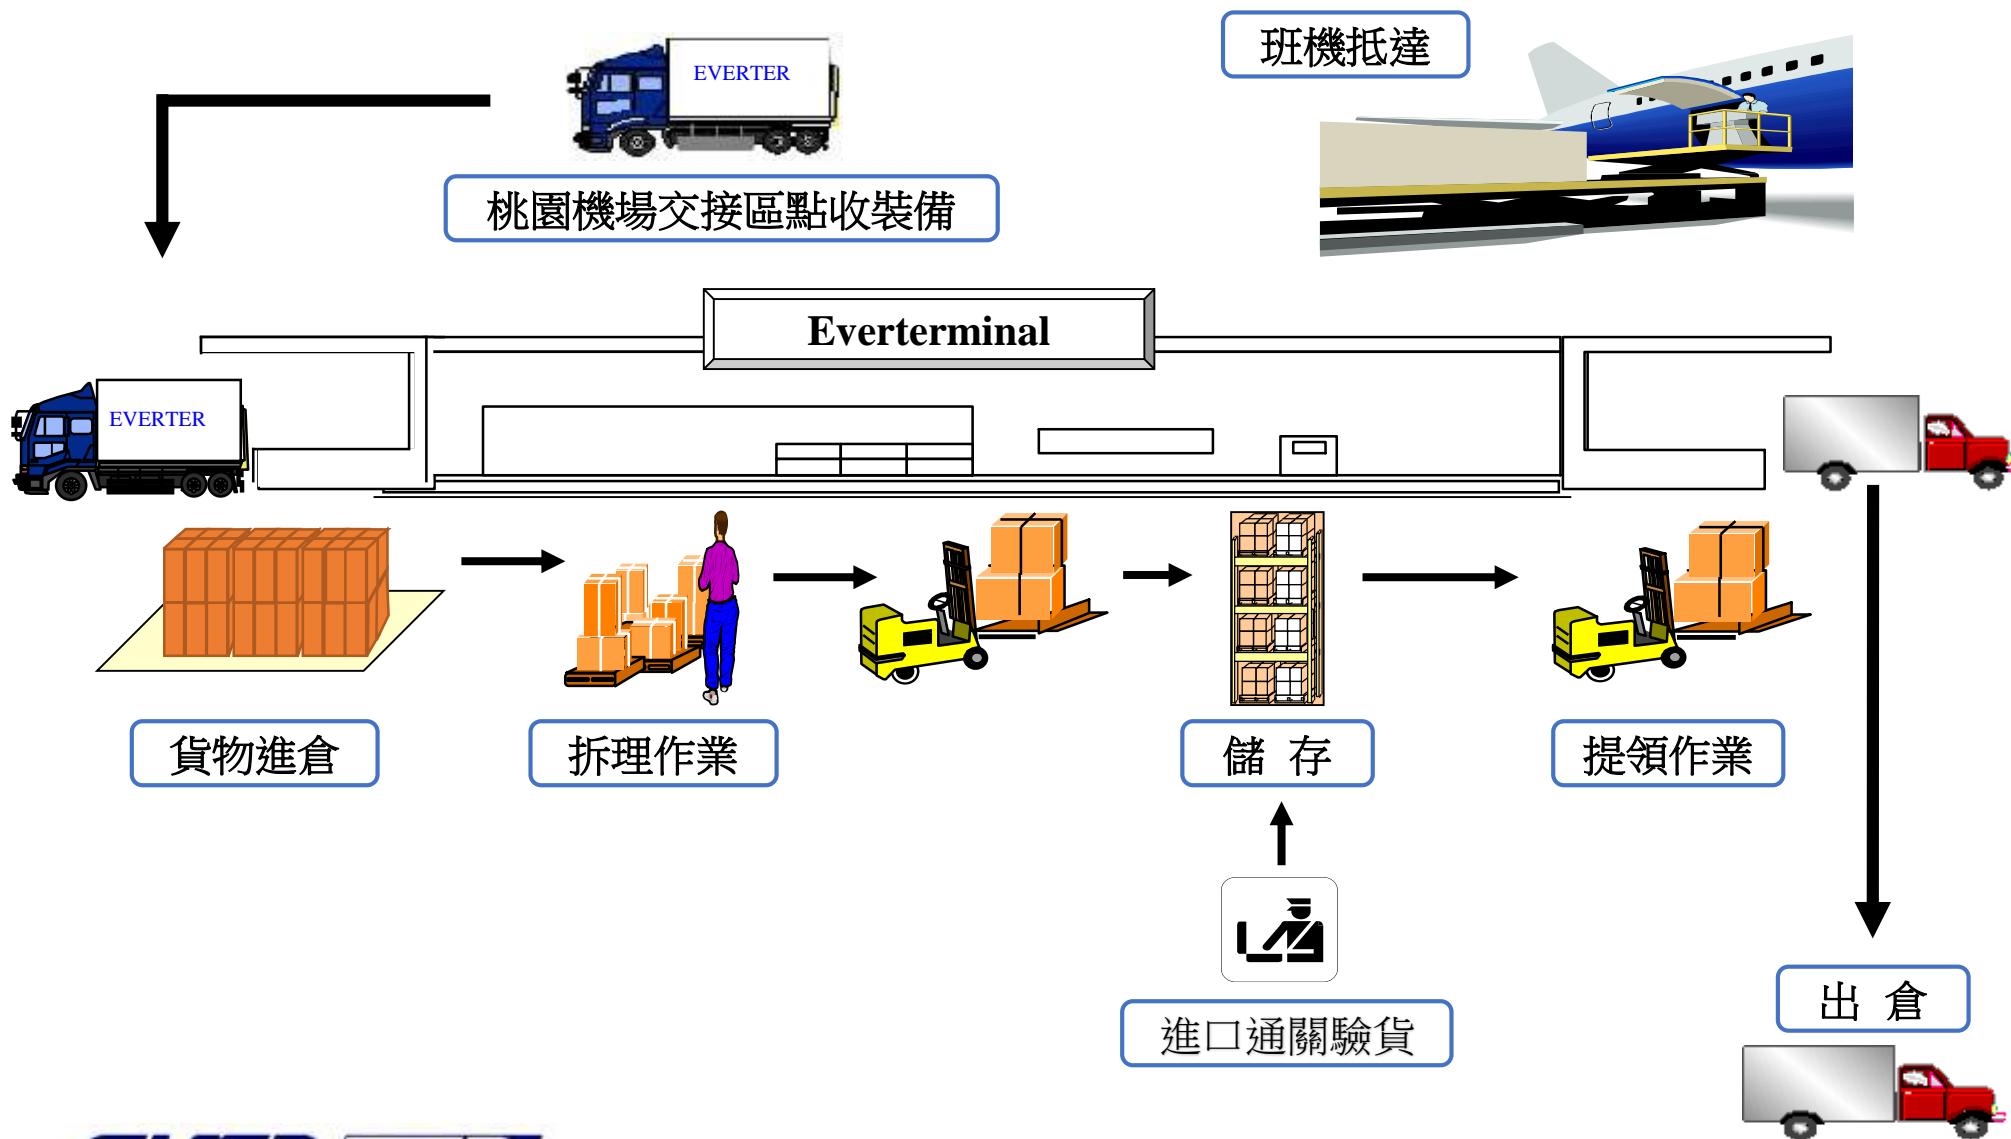 班機抵達
EVERTER
桃園機場交接區點收裝備
Everterminal
EVERTER
貨物進倉
拆理作業
儲 存
提領作業
進口通關驗貨
出 倉